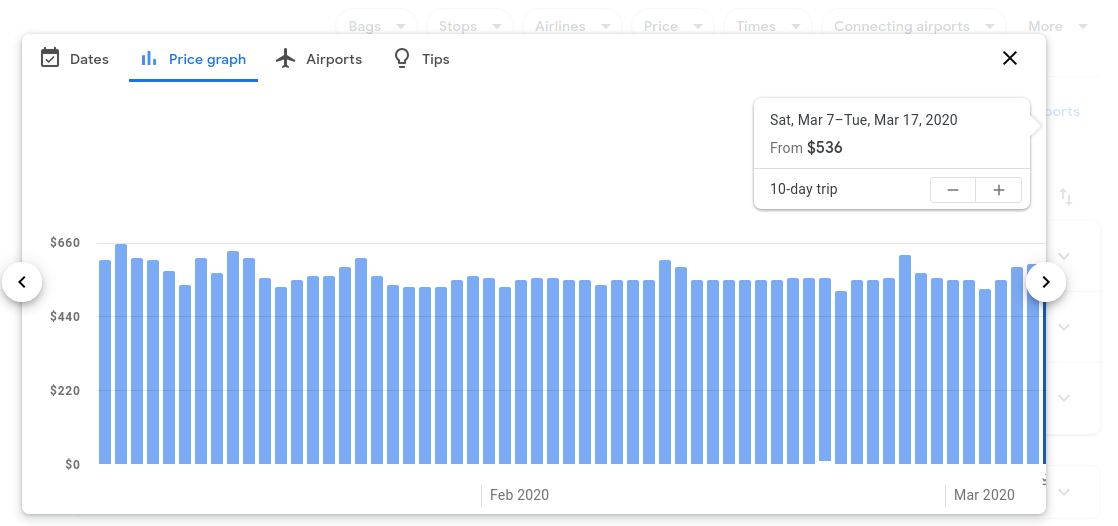 Bags Stops Airlines Price Times Connecting airports More
Dates Price graph Airports Tips
ports
Sat, Mar 7–Tue, Mar 17, 2020
From $536
10-day trip − +
$660
$440
$220
$0
Feb 2020 Mar 2020